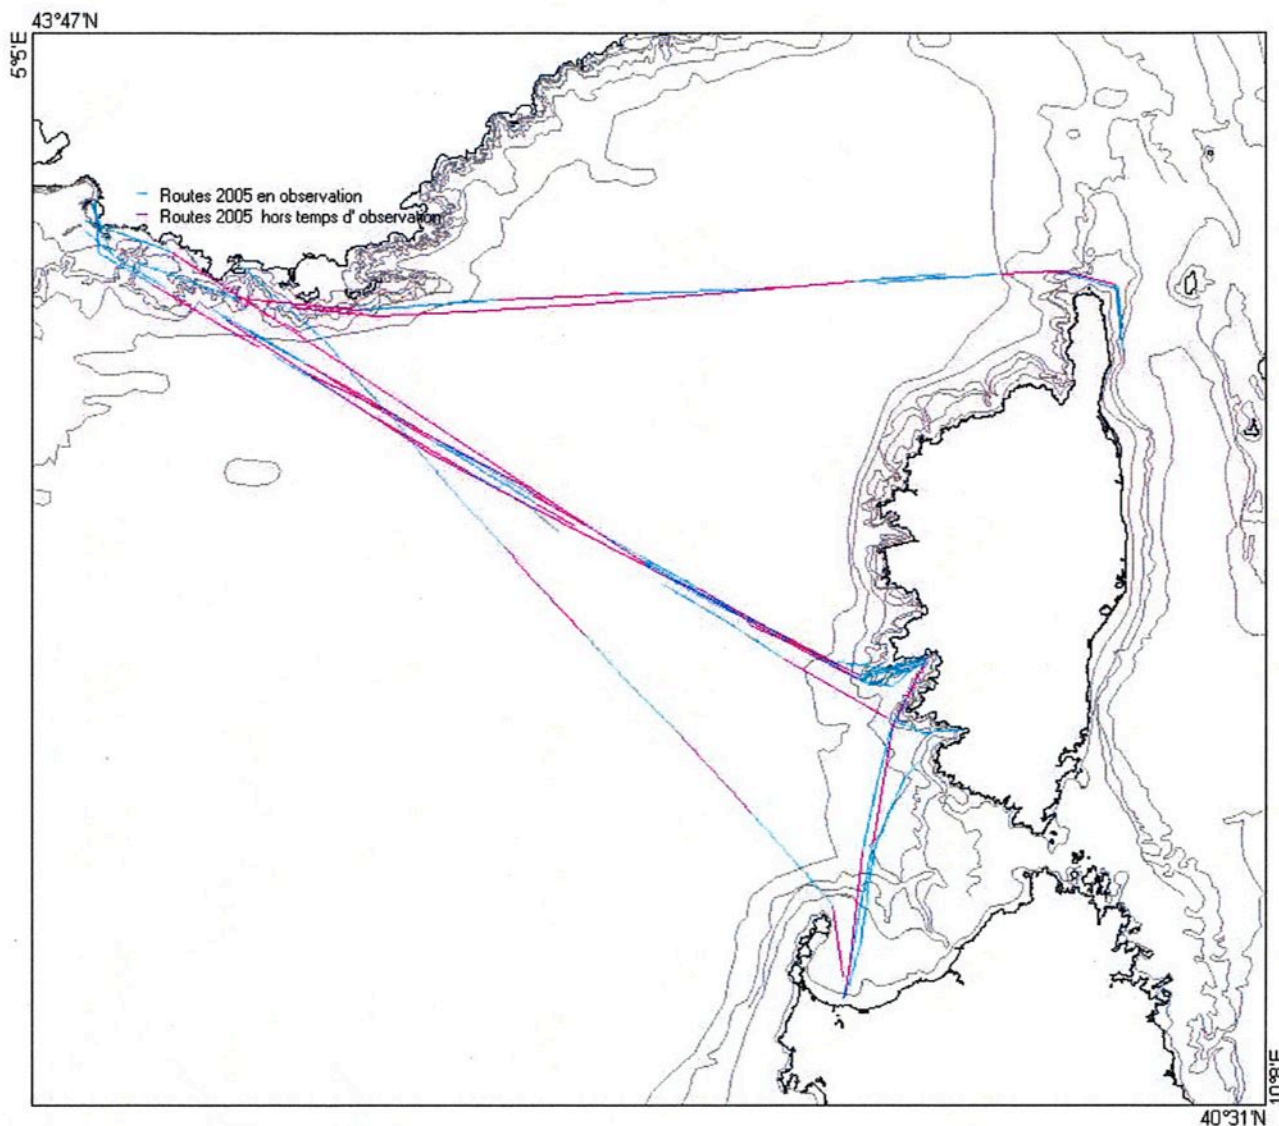 43°47'N
5°5'E
Routes 2005 en observation
Routes 2005 hors temps d' observation
10°8'E
40°31'N